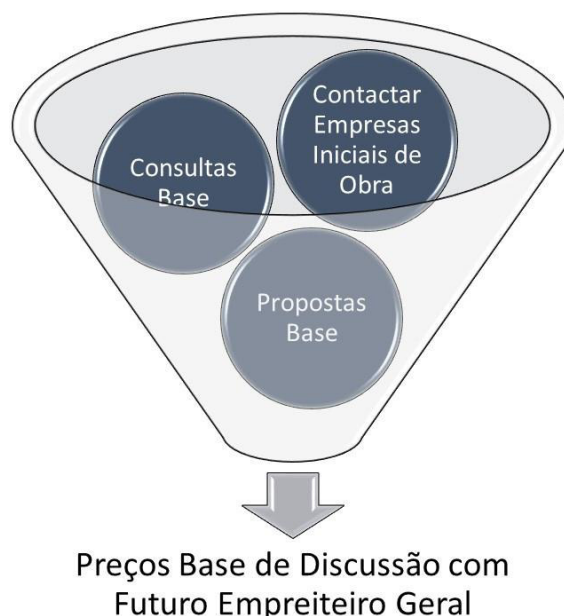 Contactar
Empresas
Iniciais de
Obra
Consultas
Base
Propostas
Base
Preços Base de Discussão com
Futuro Empreiteiro Geral